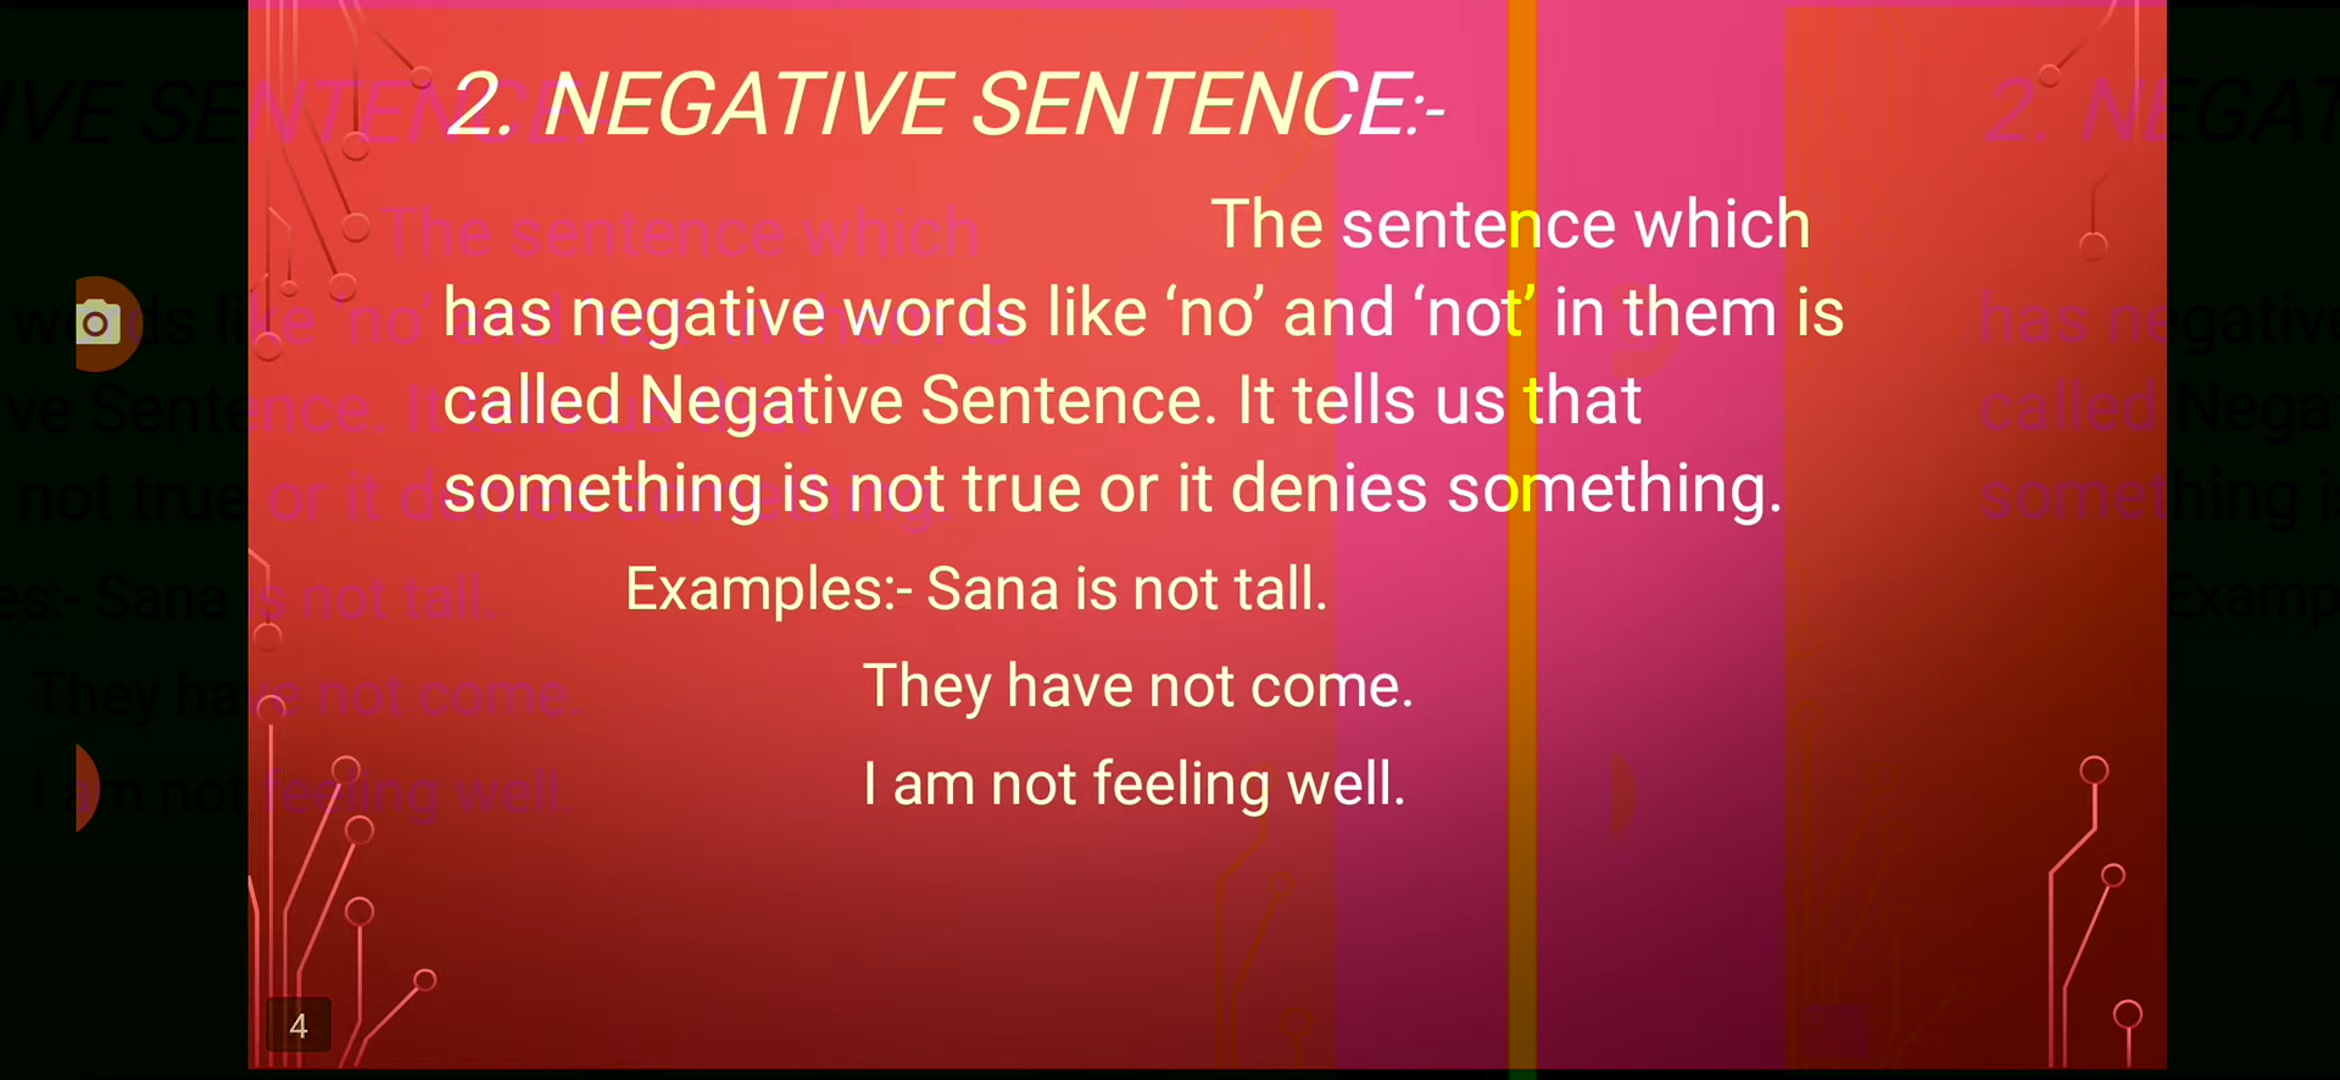 2. NEGATIVE SENTENCE:-
The sentence which
has negative words like ‘no’ and ‘not’ in them is
called Negative Sentence. It tells us that
something is not true or it denies something.
Examples:- Sana is not tall.
They have not come.
I am not feeling well.
4